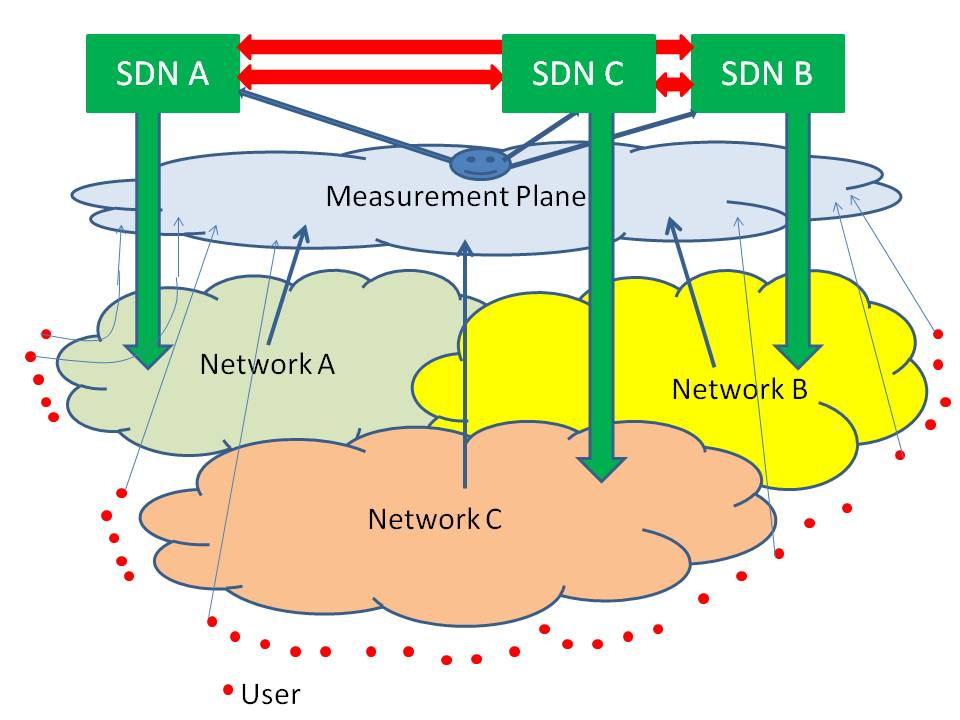 SDN A
SDN C
SDN B
Measurement Plane
Network A
Network B
Network C
User